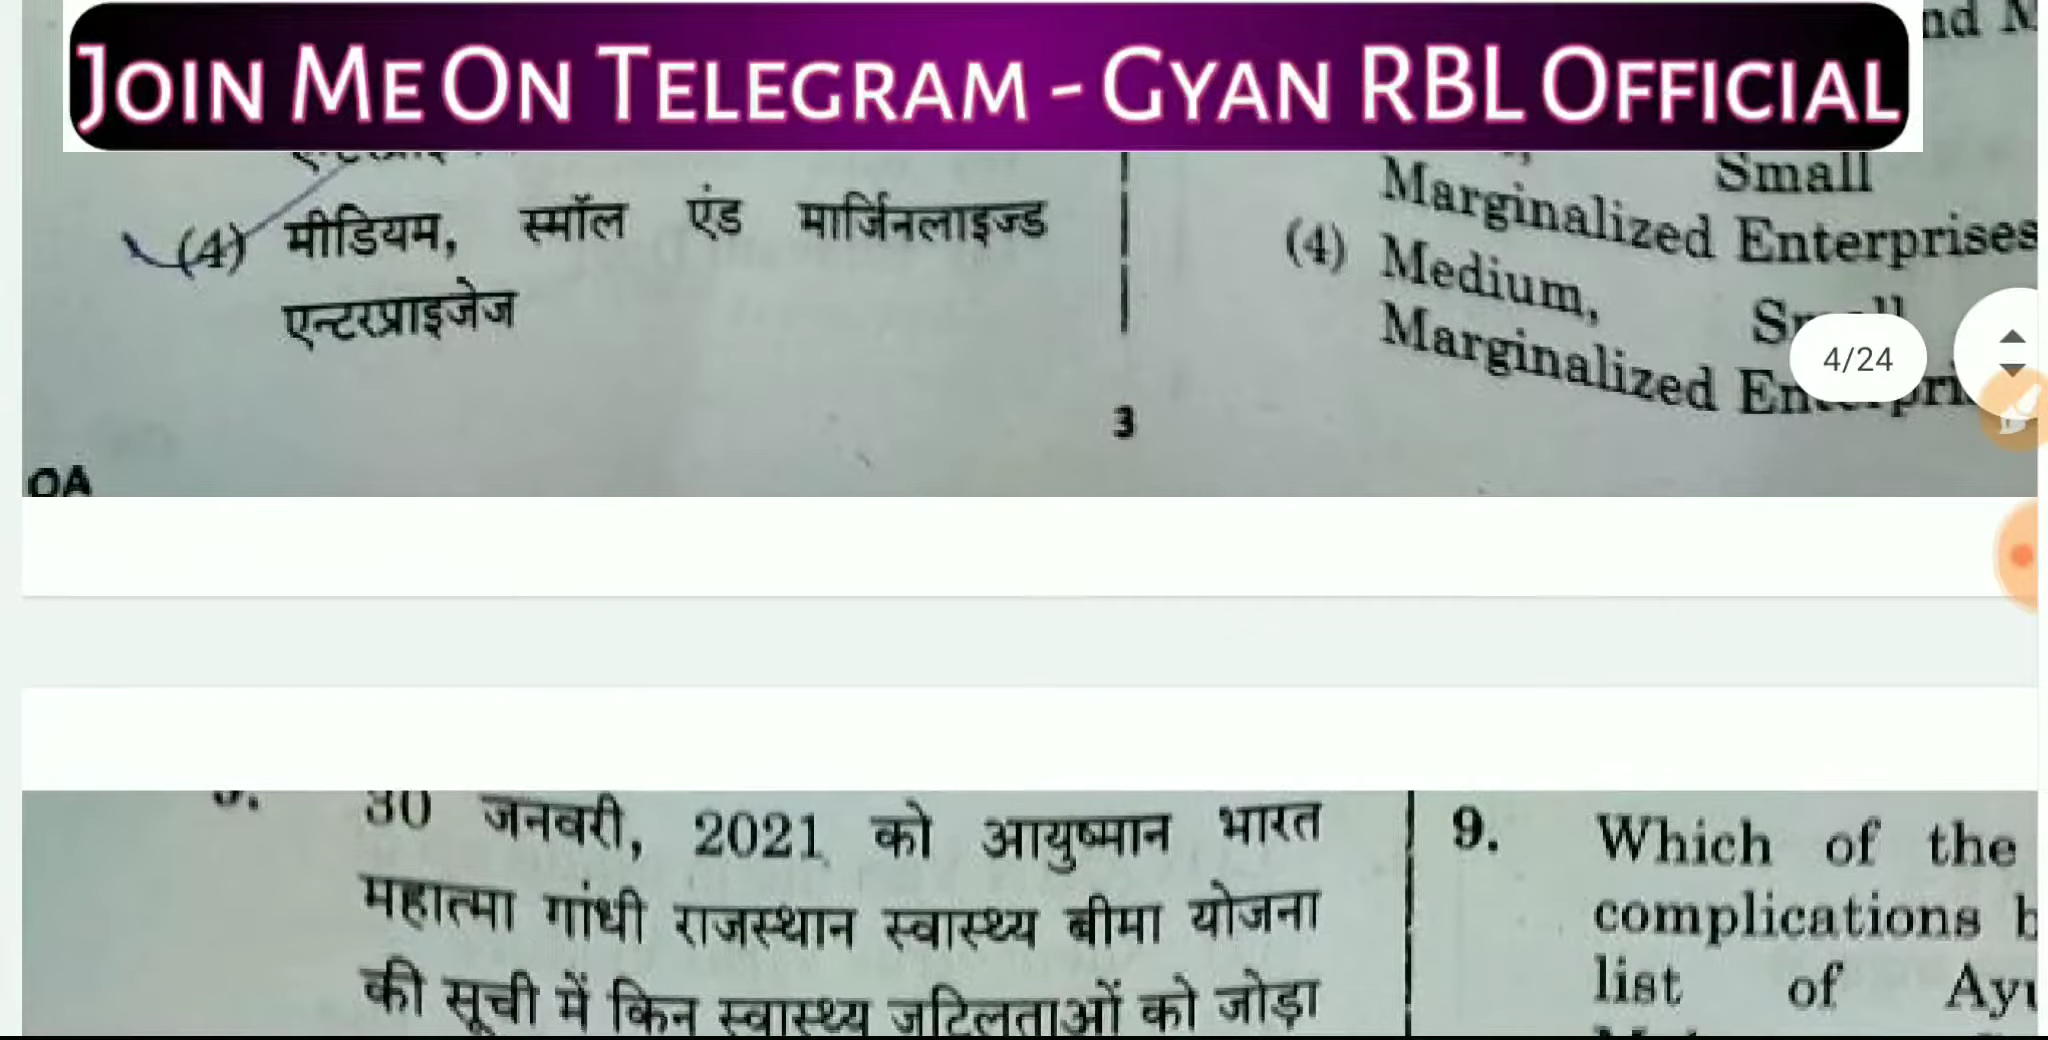 JOIN ME ON TELEGRAM - GYAN RBL OFFICIAL
(4) मीडियम, स्मॉल एंड मार्जिनलाइज्ड
एन्टरप्राइजेज
Small
Marginalized Enterprises
(4) Medium,
Marginalized
4/24
3
OA
30 जनवरी, 2021 को आयुष्मान भारत
महात्मा गांधी राजस्थान स्वास्थ्य बीमा योजना
की सूची में किन स्वास्थ्य जटिलताओं को जोड़ा
9. Which of the
complications
list of